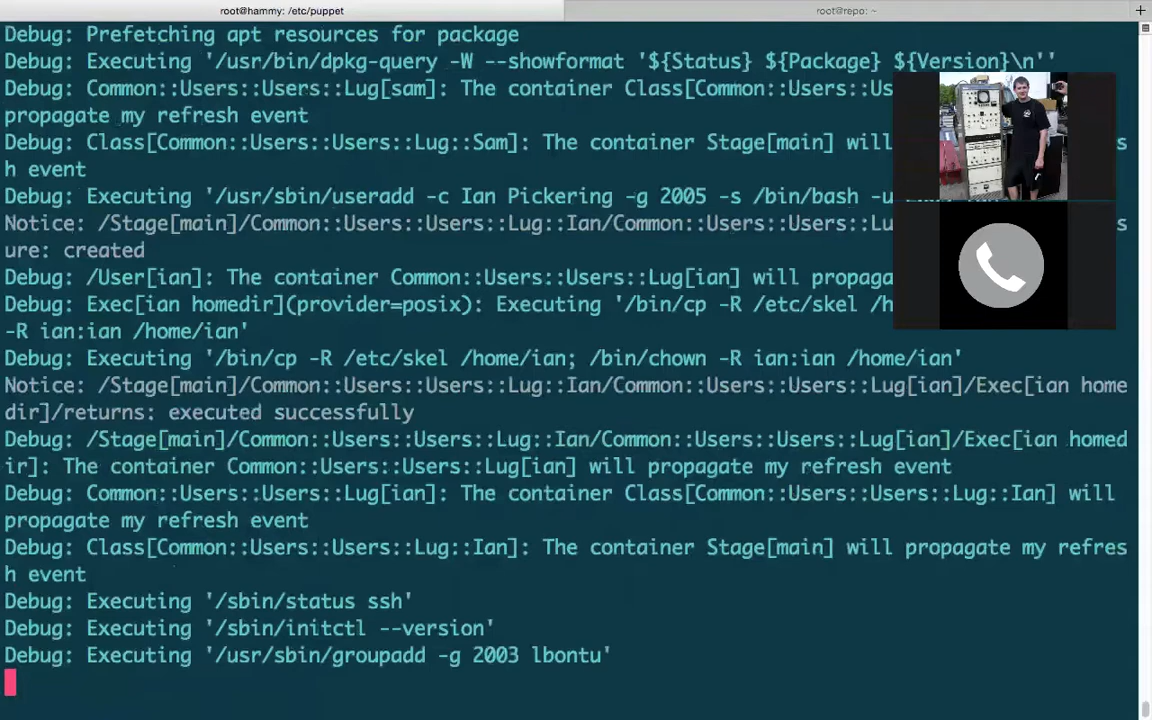 root@hammy: /etc/puppet
root@repo: ~
Debug: Prefetching apt resources for package
Debug: Executing '/usr/bin/dpkg-query -W --showformat '${Status} ${Package} ${Version}\n''
Debug: Common::Users::Users::Lug[sam]: The container Class[Common::Us
propagate my refresh event
Debug: Class[Common::Users::Users::Lug::Sam]: The container Stage[main] will s
h event
Debug: Executing '/usr/sbin/useradd -c Ian Pickering -g 2005 -s /bin/bash -u
Notice: /Stage[main]/Common::Users::Users::Lug::Ian/Common::Users::Users::Lu s
ure: created
Debug: /User[ian]: The container Common::Users::Users::Lug[ian] will propaga
Debug: Exec[ian homedir](provider=posix): Executing '/bin/cp -R /etc/skel /h
-R ian:ian /home/ian'
Debug: Executing '/bin/cp -R /etc/skel /home/ian; /bin/chown -R ian:ian /home/ian'
Notice: /Stage[main]/Common::Users::Users::Lug::Ian/Common::Users::Users::Lug[ian]/Exec[ian home
dir]/returns: executed successfully
Debug: /Stage[main]/Common::Users::Users::Lug::Ian/Common::Users::Users::Lug[ian]/Exec[ian homed
ir]: The container Common::Users::Users::Lug[ian] will propagate my refresh event
Debug: Common::Users::Users::Lug[ian]: The container Class[Common::Users::Users::Lug::Ian] will
propagate my refresh event
Debug: Class[Common::Users::Users::Lug::Ian]: The container Stage[main] will propagate my refres
h event
Debug: Executing '/sbin/status ssh'
Debug: Executing '/sbin/initctl --version'
Debug: Executing '/usr/sbin/groupadd -g 2003 lbontu'